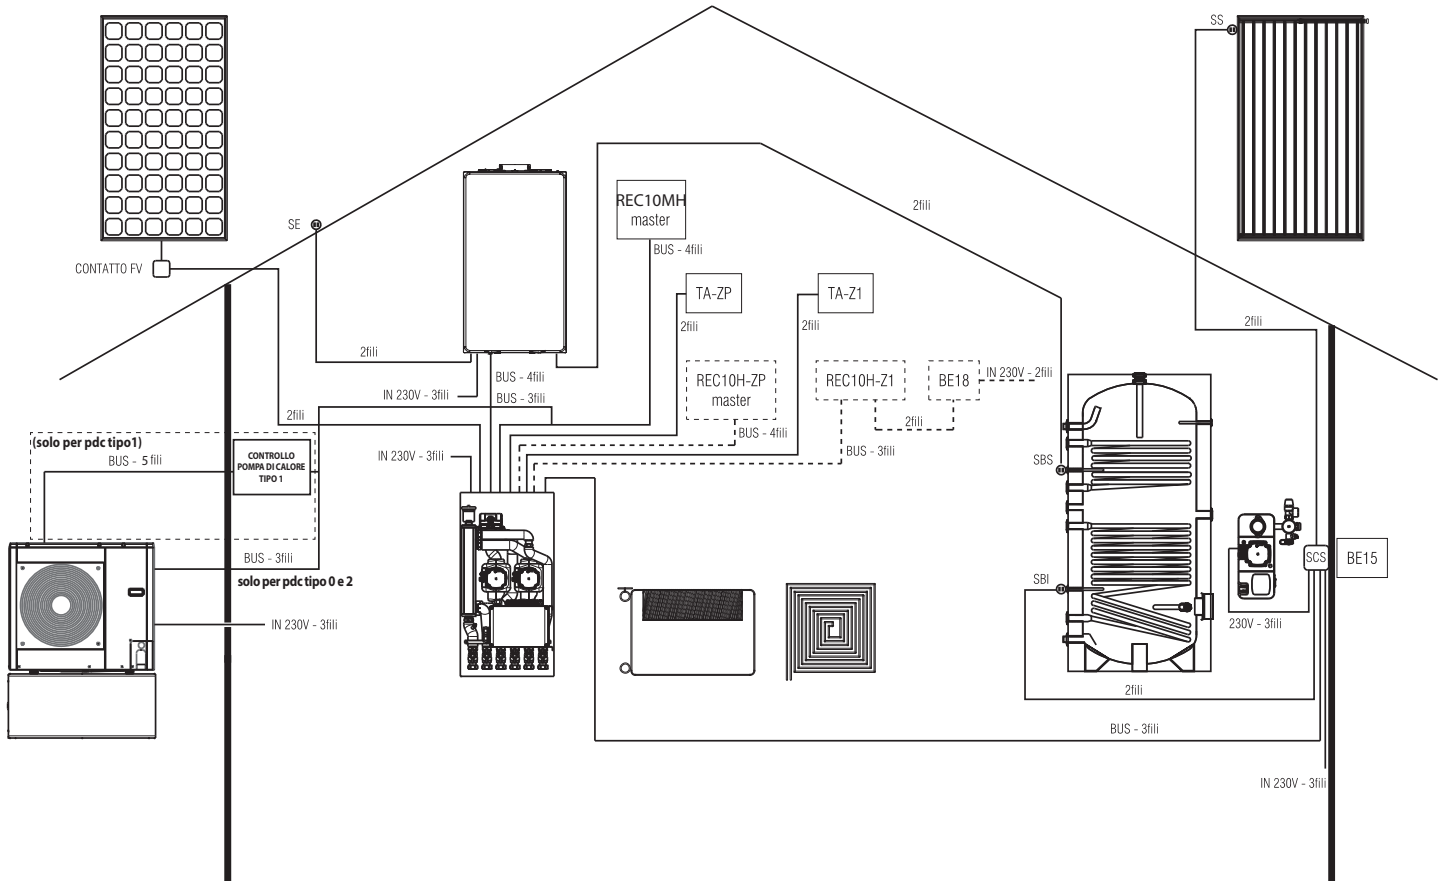 SS
REC10MH
master
2fili
SE
BUS - 4fili
CONTATTO FV
TA-ZP
TA-Z1
2fili
2fili
2fili
2fili
BUS - 4fili
REC10H-ZP
master
REC10H-Z1
BE18
IN 230V - 2fili
IN 230V - 3fili
BUS - 3fili
2fili
2fili
BUS - 4fili
(solo per pdc tipo1)
BUS - 5 fili
CONTROLLO
POMPA DI CALORE
TIPO 1
IN 230V - 3fili
BUS - 3fili
SBS
BUS - 3fili
solo per pdc tipo 0 e 2
SCS
BE15
SBI
IN 230V - 3fili
230V - 3fili
2fili
BUS - 3fili
IN 230V - 3fili